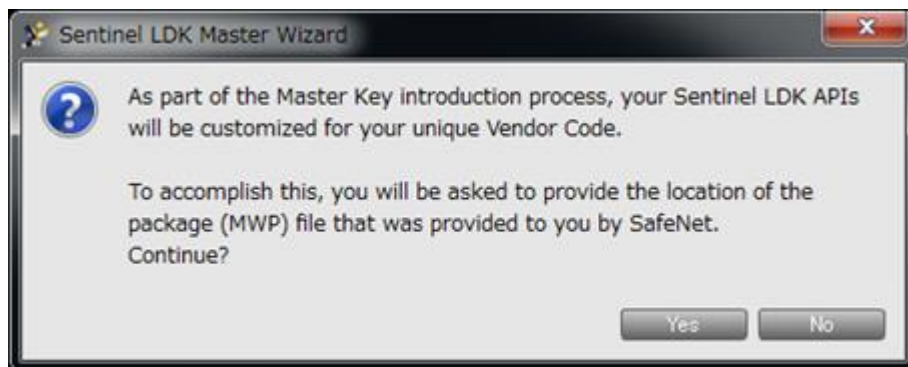 Sentinel LDK Master Wizard
As part of the Master Key introduction process, your Sentinel LDK APIs
will be customized for your unique Vendor Code.
To accomplish this, you will be asked to provide the location of the
package (MWP) file that was provided to you by SafeNet.
Continue?
Yes No